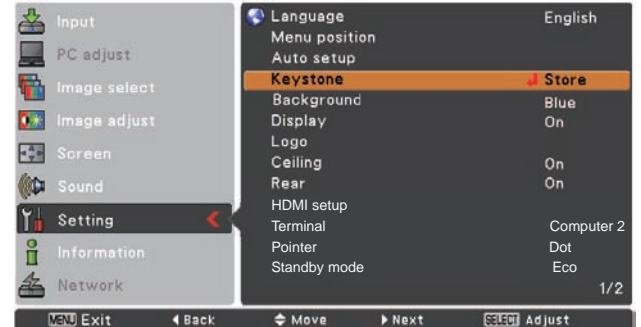 Input
PC adjust
Image select
Image adjust
Screen
Sound
Setting
Information
Network
Language English
Menu position
Auto setup
Keystone Store
Background Blue
Display On
Logo
Ceiling On
Rear On
HDMI setup
Terminal Computer 2
Pointer Dot
Standby mode Eco
1/2
MENU Exit Back Move Next SELECT Adjust